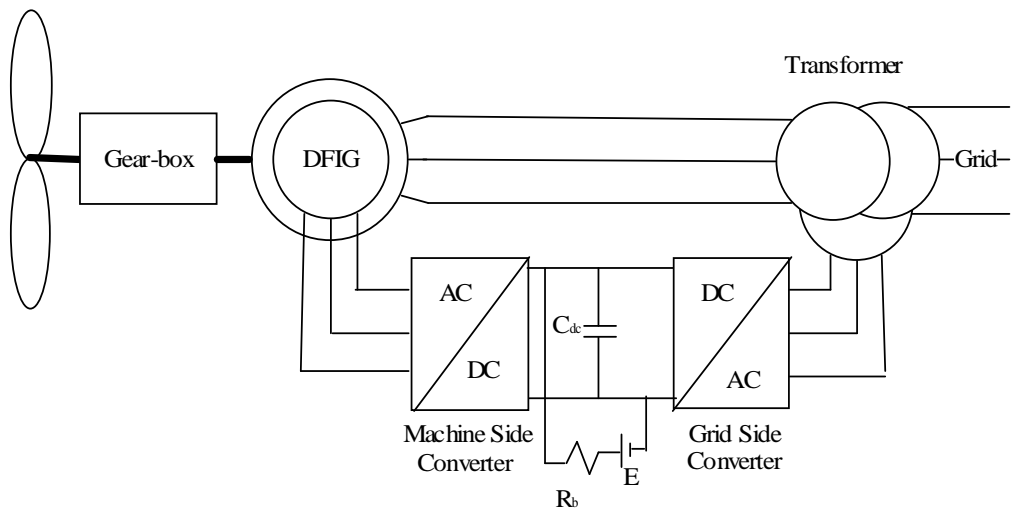 Transformer
Gear-box
DFIG
Grid
AC
DC
Cdc
DC
AC
Machine Side
Converter
Grid Side
Converter
E
Rb